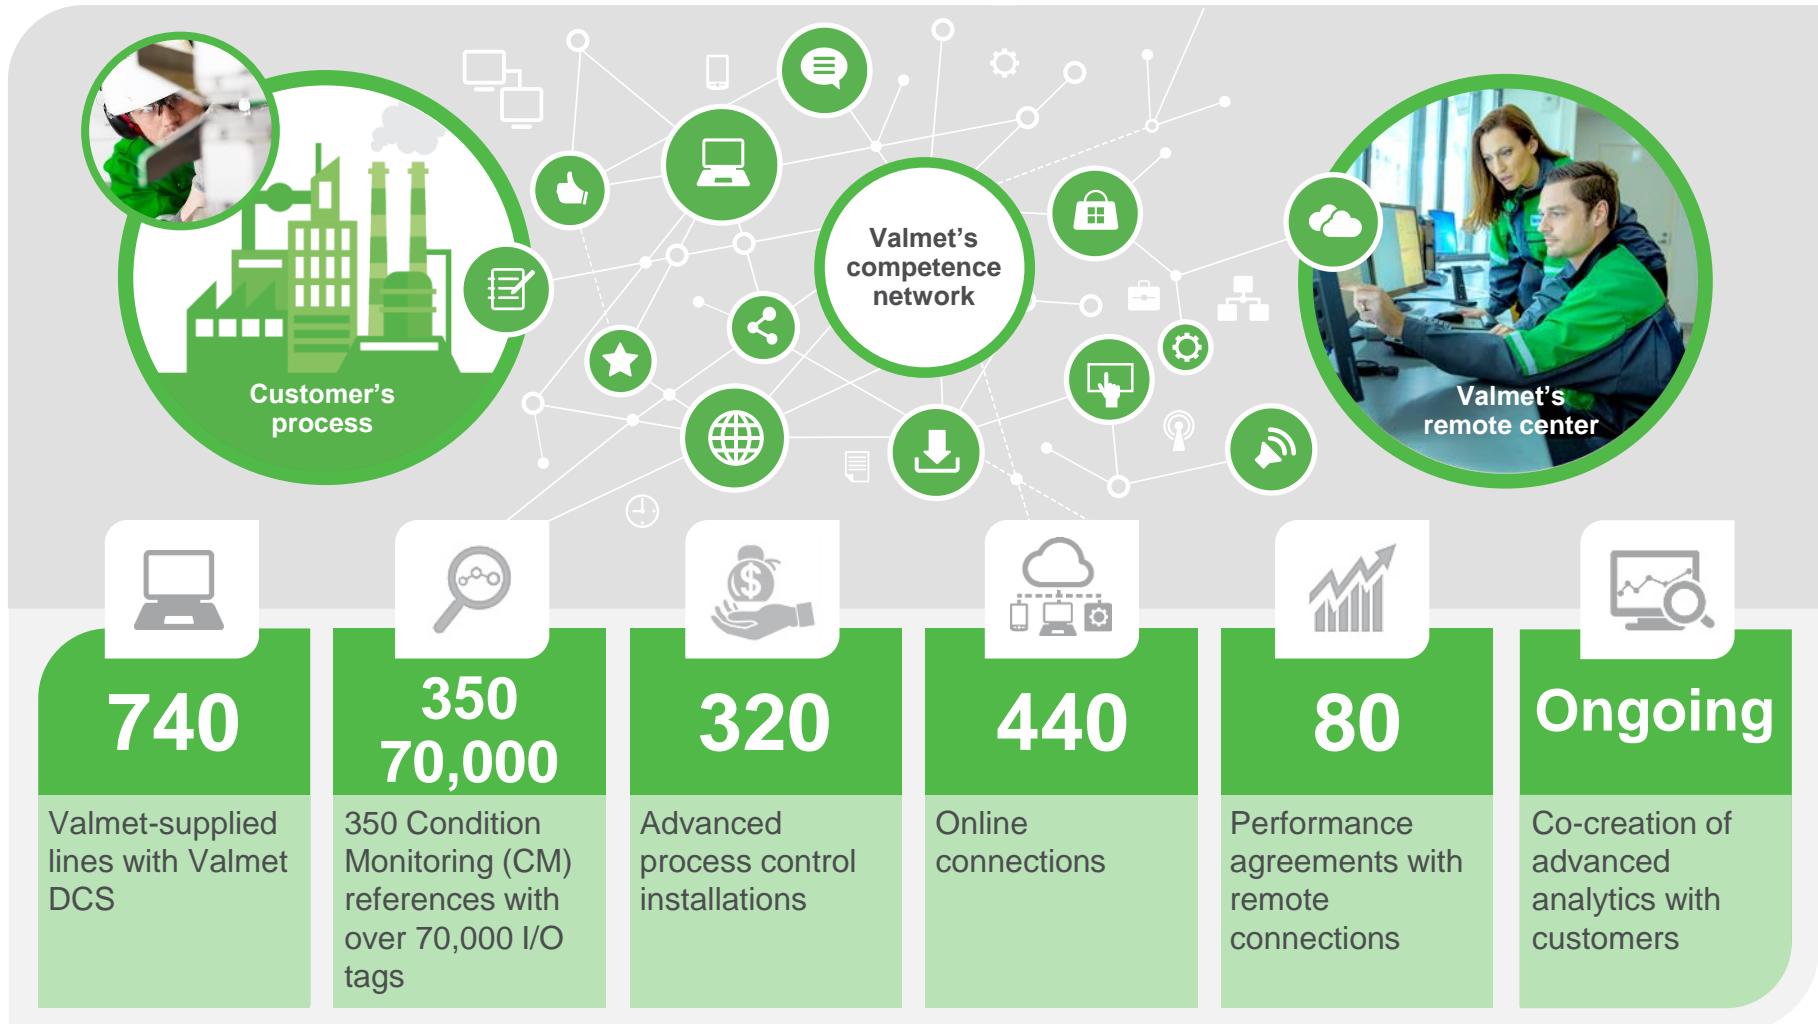 Valmet's
competence
network
Customer's
process
Valmet's
remote center
740
Valmet-supplied
lines with Valmet
DCS
350
70,000
350 Condition
Monitoring (CM)
references with
over 70,000 I/O
tags
320
Advanced
process control
installations
440
Online
connections
80
Performance
agreements with
remote
connections
Ongoing
Co-creation of
advanced
analytics with
customers